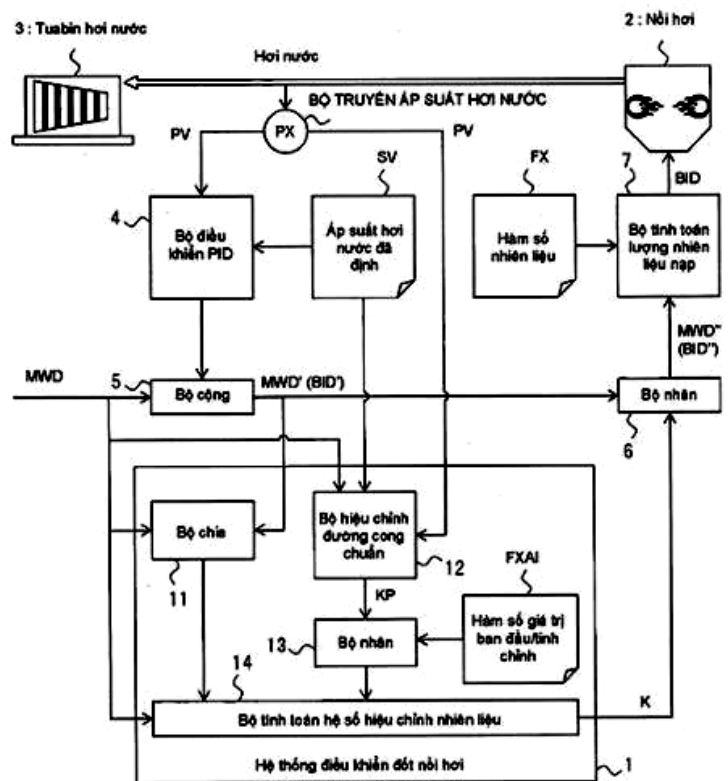 3 : Tuabin hơi nước
2 : Nồi hơi
Hơi nước
BỘ TRUYỀN ÁP SUẤT HƠI NƯỚC
PV
PX
PV
SV
FX
7
BID
4
Bộ điều
khiển PID
Áp suất hơi
nước đã
định
Hàm số
nhiên liệu
Bộ tính toán
lượng nhiên
liệu nạp
MWD"
(BID")
MWD
5
Bộ cộng
MWD' (BID')
Bộ nhân
6
Bộ chia
11
Bộ hiệu chỉnh
đường cong
chuẩn
12
FXAI
KP
13
Bộ nhân
Hàm số giá trị
ban đầu/tinh
chỉnh
14
Bộ tính toán hệ số hiệu chỉnh nhiên liệu
K
Hệ thống điều khiển đốt nồi hơi
1